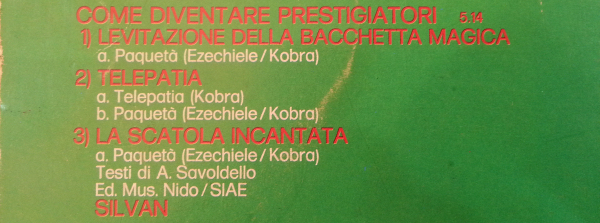 COME DIVENTARE PRESTIGIATORI 5.14
1) LEVITAZIONE DELLA BACCHETTA MAGICA
a. Paquetà (Ezechiele/Kobra)
2) TELEPATIA
a. Telepatia (Kobra)
b. Paquetà (Ezechiele/Kobra)
3) LA SCATOLA INCANTATA
a. Paquetà (Ezechiele/Kobra)
Testi di A. Savoldello
Ed. Mus. Nido/SIAE
SILVAN